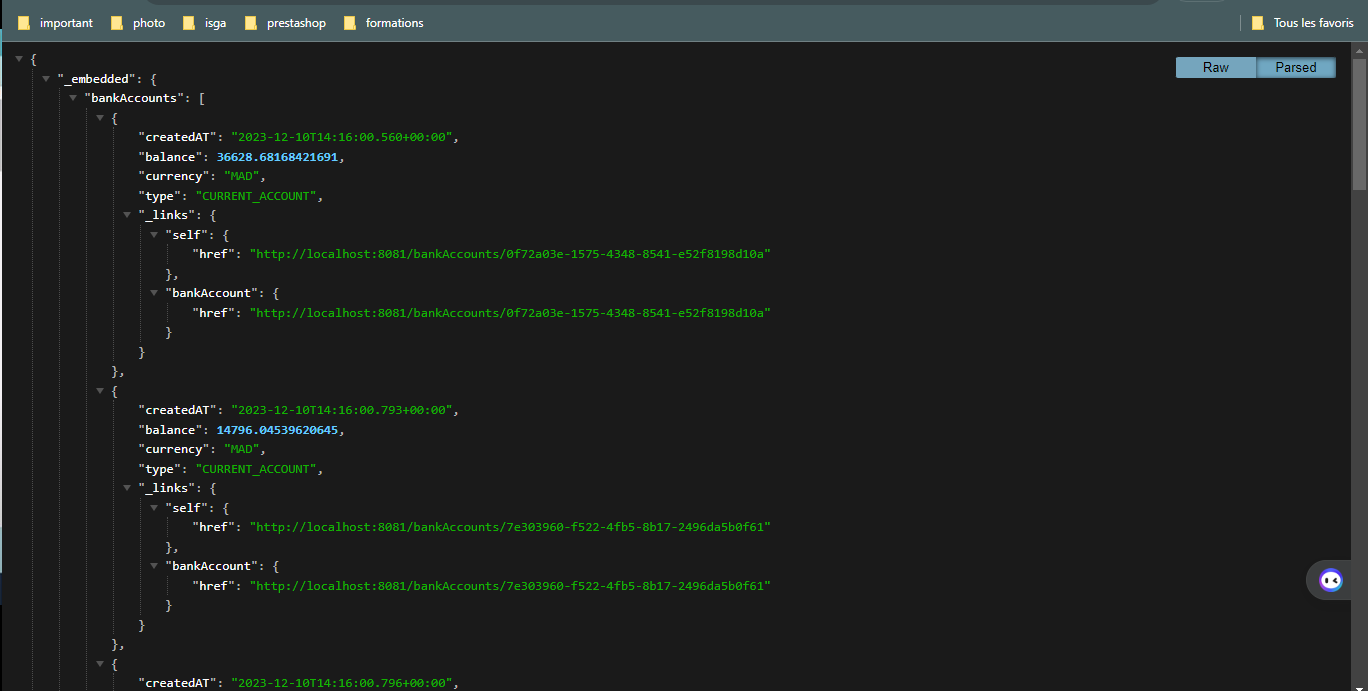 important photo isga prestashop formations Tous les favoris
Raw Parsed
{
"_embedded": {
"bankAccounts": [
{
"createdAT": "2023-12-10T14:16:00.560+00:00",
"balance": 36628.68168421691,
"currency": "MAD",
"type": "CURRENT_ACCOUNT",
"_links": {
"self": {
"href": "http://localhost:8081/bankAccounts/0f72a03e-1575-4348-8541-e52f8198d10a"
},
"bankAccount": {
"href": "http://localhost:8081/bankAccounts/0f72a03e-1575-4348-8541-e52f8198d10a"
}
}
},
{
"createdAT": "2023-12-10T14:16:00.793+00:00",
"balance": 14796.04539620645,
"currency": "MAD",
"type": "CURRENT_ACCOUNT",
"_links": {
"self": {
"href": "http://localhost:8081/bankAccounts/7e303960-f522-4fb5-8b17-2496da5b0f61"
},
"bankAccount": {
"href": "http://localhost:8081/bankAccounts/7e303960-f522-4fb5-8b17-2496da5b0f61"
}
}
},
{
"createdAT": "2023-12-10T14:16:00.796+00:00",